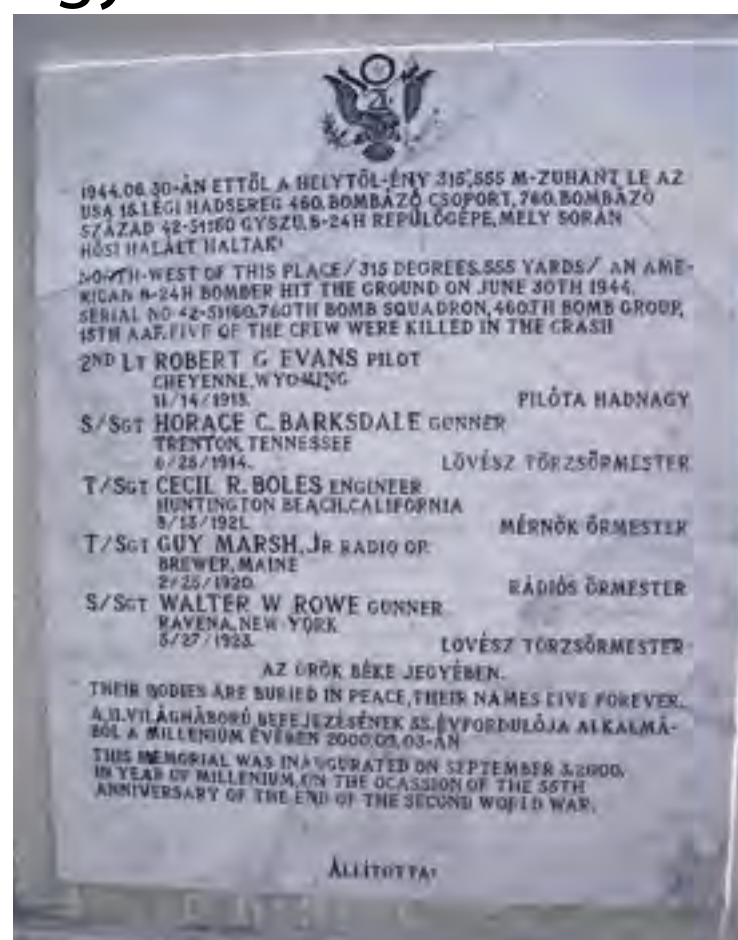 1944.06.30-ÁN ETTŐL A HELYTŐL-ÉNY 315°,555 M-ZUHANT LE AZ
USA 15.LÉGI HADSEREG 460.BOMBÁZÓ CSOPORT, 760.BOMBÁZÓ
SZÁZAD 42-51160 GYSZU,B-24H REPÜLŐGÉPE,MELY SORÁN
HŐSI HALÁLT HALTAK:
NORTH-WEST OF THIS PLACE/315 DEGREES,555 YARDS/ AN AME-
RICAN B-24H BOMBER HIT THE GROUND ON JUNE 30TH 1944.
SERIAL NO 42-51160,760TH BOMB SQUADRON,460TH BOMB GROUP,
15TH AAF.FIVE OF THE CREW WERE KILLED IN THE CRASH
2ND LT ROBERT G EVANS PILOT
CHEYENNE,WYOMING
11/14/1918.
PILÓTA HADNAGY
S/SGT HORACE C.BARKSDALE GUNNER
TRENTON,TENNESSEE
6/28/1914.
LÖVÉSZ TÖRZSŐRMESTER
T/SGT CECIL R.BOLES ENGINEER
HUNTINGTON BEACH,CALIFORNIA
/1921.
MÉRNÖK ŐRMESTER
T/SGT GUY MARSH,JR RADIO OP.
BREWER,MAINE
2/25/1920.
RÁDIÓS ŐRMESTER
S/SGT WALTER W ROWE GUNNER
RAVENA,NEW YORK
5/27/1923.
LÖVÉSZ TÖRZSŐRMESTER
AZ ÖRÖK BÉKE JEGYÉBEN.
THEIR BODIES ARE BURIED IN PEACE,THEIR NAMES LIVE FOREVER.
A II.VILÁGHÁBORÚ BEFEJEZÉSÉNEK 55.ÉVFORDULÓJA ALKALMÁ-
BÓL A MILLENIUM ÉVÉBEN 2000.09.03-ÁN
THIS MEMORIAL WAS INAUGURATED ON SEPTEMBER 3.2000.
IN YEAR OF MILLENIUM,ON THE OCASSION OF THE 55TH
ANNIVERSARY OF THE END OF THE SECOND WORLD WAR.
ÁLLÍTOTTA: